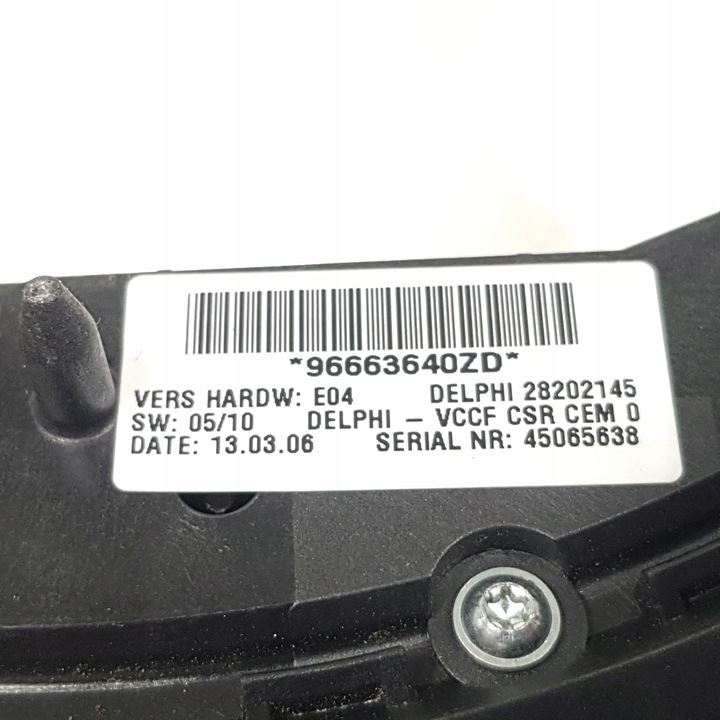 *96663640ZD*
VERS HARDW: E04 DELPHI 28202145
SW: 05/10 DELPHI – VCCF CSR CEM 0
DATE: 13.03.06 SERIAL NR: 45065638